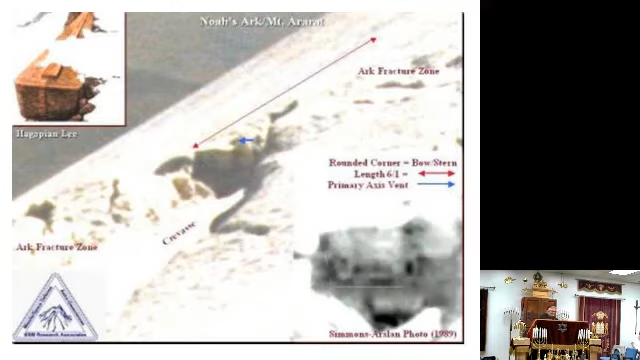 Noah's Ark/Mt. Ararat
Ark Fracture Zone
Hagopian Lee
Rounded Corner = Bow/Stern
Length 6/1 =
Primary Axis Vent
Crevasse
Ark Fracture Zone
Simmons-Arslan Photo (1989)